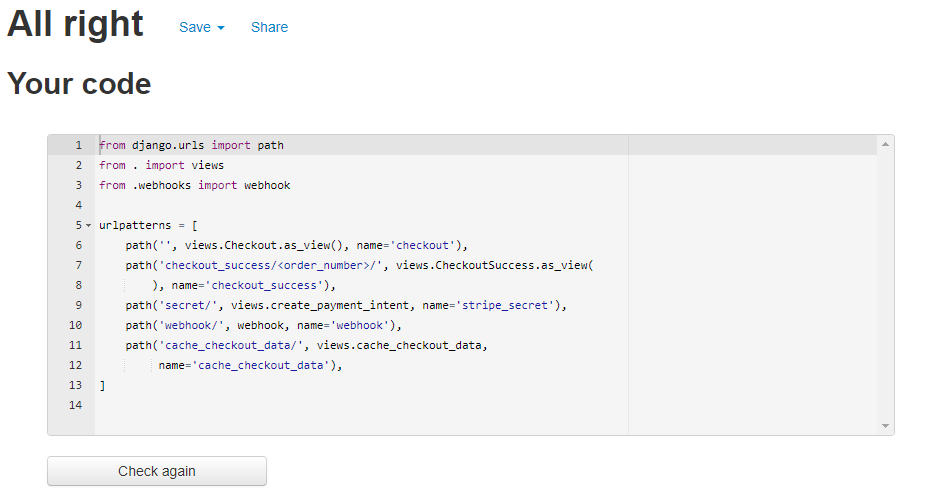 All right Save Share
Your code
1 from django.urls import path
2 from . import views
3 from .webhooks import webhook
4
5 urlpatterns = [
6     path('', views.Checkout.as_view(), name='checkout'),
7     path('checkout_success/<order_number>/', views.CheckoutSuccess.as_view(
8         ), name='checkout_success'),
9     path('secret/', views.create_payment_intent, name='stripe_secret'),
10     path('webhook/', webhook, name='webhook'),
11     path('cache_checkout_data/', views.cache_checkout_data,
12          name='cache_checkout_data'),
13 ]
14
Check again